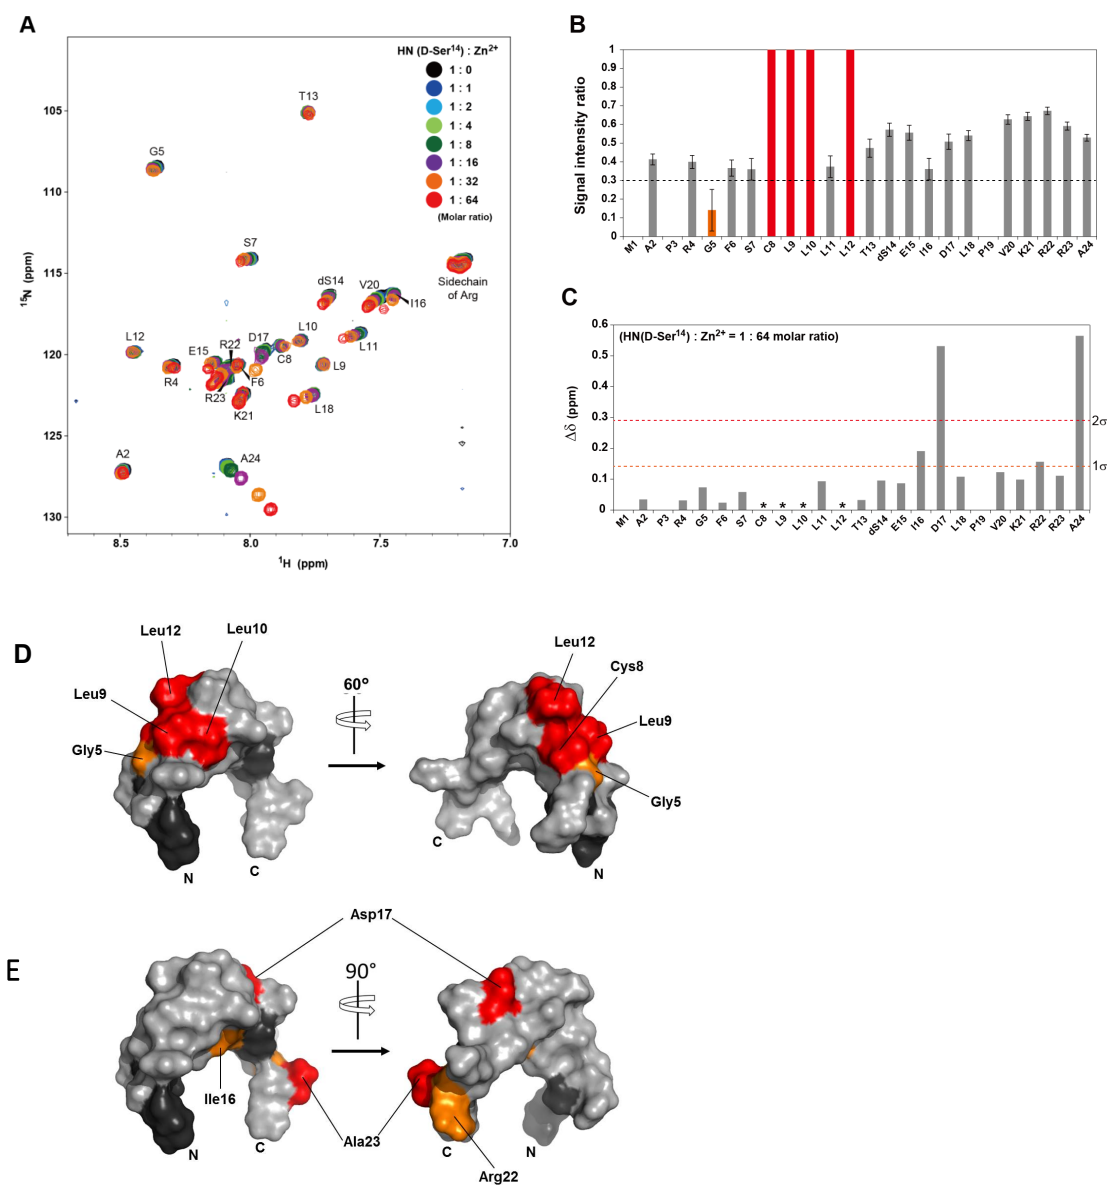 A
HN (D-Ser¹⁴) : Zn²⁺
1 : 0
1 : 1
1 : 2
1 : 4
1 : 8
1 : 16
1 : 32
1 : 64
(Molar ratio)
T13
G5
S7
dS14
V20
I16
Sidechain
of Arg
L12
E15
R22
D17
L10
C8
L11
R4
F6
L9
R23
K21
L18
A2
A24
105
110
115
120
125
130
¹⁵N (ppm)
8.5
8.0
7.5
7.0
¹H (ppm)
B
Signal intensity ratio
1
0.9
0.8
0.7
0.6
0.5
0.4
0.3
0.2
0.1
0
M1 A2 P3 R4 G5 F6 S7 C8 L9 L10 L11 L12 T13 dS14 E15 I16 D17 L18 P19 V20 K21 R22 R23 A24
C
(HN(D-Ser¹⁴) : Zn²⁺ = 1 : 64 molar ratio)
Δδ (ppm)
0.6
0.5
0.4
0.3
0.2
0.1
0
2σ
1σ
* * * *
M1 A2 P3 R4 G5 F6 S7 C8 L9 L10 L11 L12 T13 dS14 E15 I16 D17 L18 P19 V20 K21 R22 R23 A24
D
Leu12
Leu10
Leu9
Gly5
N
C
60°
Leu12
Cys8
Leu9
Gly5
C
N
E
Asp17
90°
Ile16
Ala23
Arg22
N
C
C
N